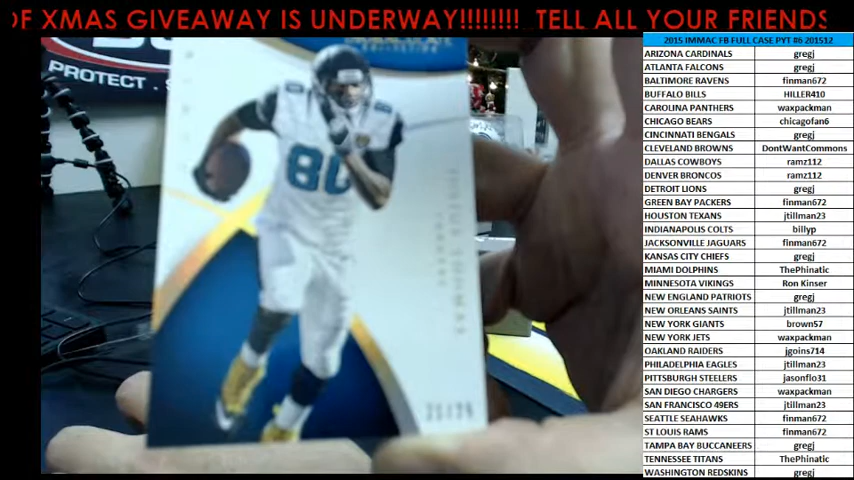 OF XMAS GIVEAWAY IS UNDERWAY!!!!!!!! TELL ALL YOUR FRIENDS
PROTECT.
80
80
JULIUS THOMAS
2015 IMMAC FB FULL CASE PYT #6 201512
ARIZONA CARDINALS gregj
ATLANTA FALCONS gregj
BALTIMORE RAVENS finman672
BUFFALO BILLS HILLER410
CAROLINA PANTHERS waxpackman
CHICAGO BEARS chicagofan6
CINCINNATI BENGALS gregj
CLEVELAND BROWNS DontWantCommons
DALLAS COWBOYS ramz112
DENVER BRONCOS ramz112
DETROIT LIONS gregj
GREEN BAY PACKERS finman672
HOUSTON TEXANS jtillman23
INDIANAPOLIS COLTS billyp
JACKSONVILLE JAGUARS finman672
KANSAS CITY CHIEFS gregj
MIAMI DOLPHINS ThePhinatic
MINNESOTA VIKINGS Ron Kinser
NEW ENGLAND PATRIOTS gregj
NEW ORLEANS SAINTS jtillman23
NEW YORK GIANTS brown57
NEW YORK JETS waxpackman
OAKLAND RAIDERS jgoins714
PHILADELPHIA EAGLES jtillman23
PITTSBURGH STEELERS jasonflo31
SAN DIEGO CHARGERS waxpackman
SAN FRANCISCO 49ERS jtillman23
SEATTLE SEAHAWKS finman672
ST LOUIS RAMS finman672
TAMPA BAY BUCCANEERS gregj
TENNESSEE TITANS ThePhinatic
WASHINGTON REDSKINS gregj